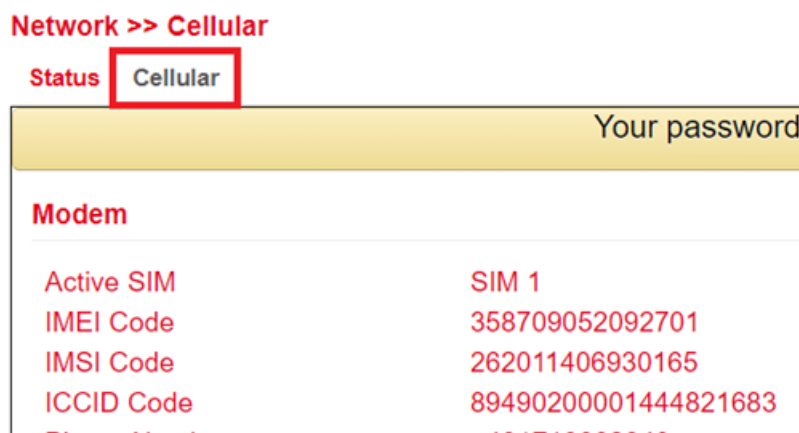 Network >> Cellular
Status Cellular
Your password
Modem
Active SIM SIM 1
IMEI Code 358709052092701
IMSI Code 262011406930165
ICCID Code 89490200001444821683